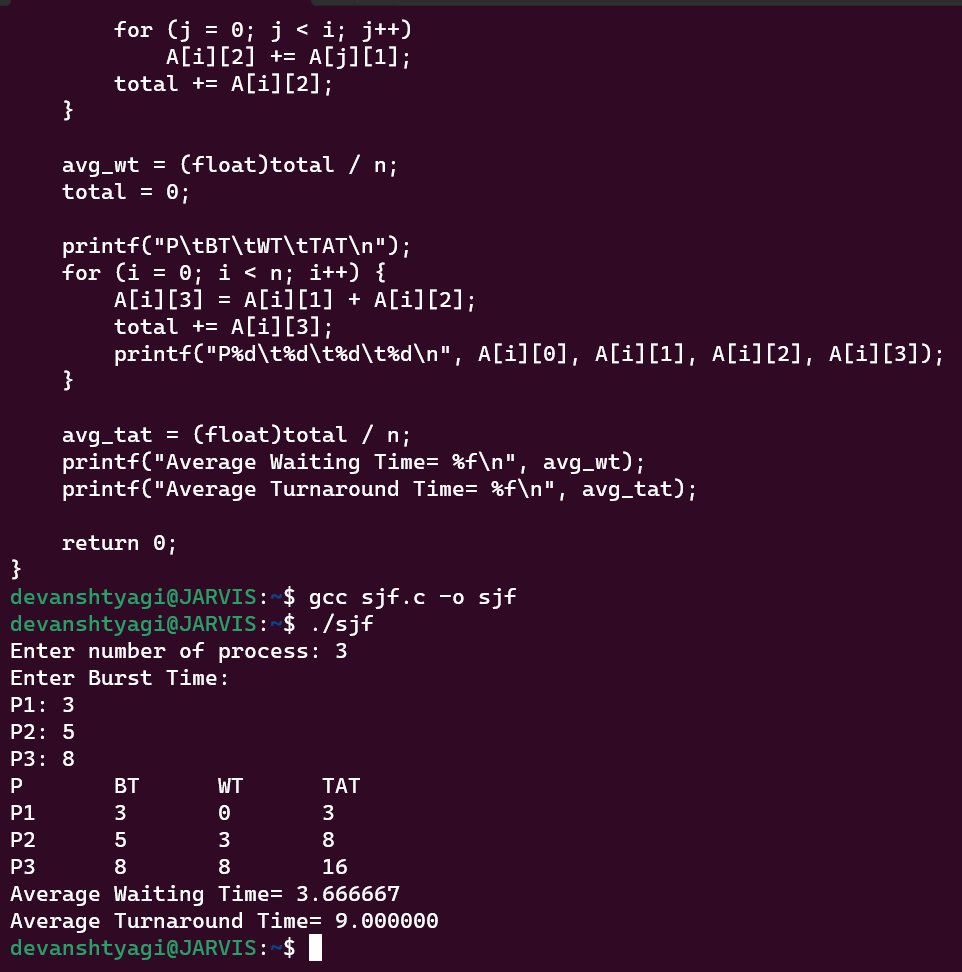 for (j = 0; j < i; j++)
            A[i][2] += A[j][1];
        total += A[i][2];
    }

    avg_wt = (float)total / n;
    total = 0;

    printf("P\tBT\tWT\tTAT\n");
    for (i = 0; i < n; i++) {
        A[i][3] = A[i][1] + A[i][2];
        total += A[i][3];
        printf("P%d\t%d\t%d\t%d\n", A[i][0], A[i][1], A[i][2], A[i][3]);
    }

    avg_tat = (float)total / n;
    printf("Average Waiting Time= %f\n", avg_wt);
    printf("Average Turnaround Time= %f\n", avg_tat);

    return 0;
}
devanshtyagi@JARVIS:~$ gcc sjf.c -o sjf
devanshtyagi@JARVIS:~$ ./sjf
Enter number of process: 3
Enter Burst Time:
P1: 3
P2: 5
P3: 8
P       BT      WT      TAT
P1      3       0       3
P2      5       3       8
P3      8       8       16
Average Waiting Time= 3.666667
Average Turnaround Time= 9.000000
devanshtyagi@JARVIS:~$